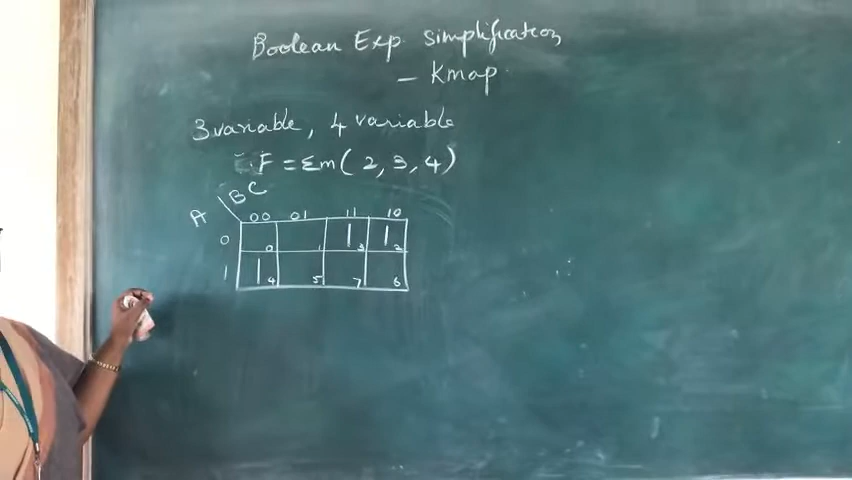 Boolean Exp. simplification
- Kmap
3 variable, 4 variable
F = Σm(2, 3, 4)
A \ BC
00 01 11 10
0 0 1 1 3 1 2
1 1 4 5 7 6